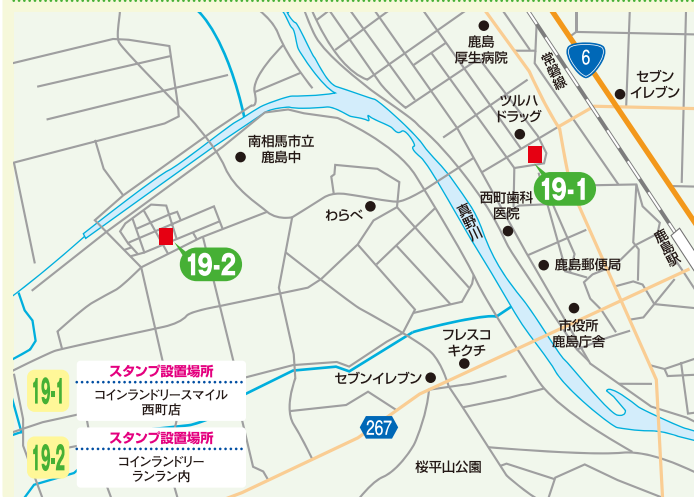 鹿島
厚生病院
常磐線
6
セブン
イレブン
ツルハ
ドラッグ
南相馬市立
鹿島中
19-1
わらべ
西町歯科
医院
真野川
鹿島駅
19-2
鹿島郵便局
市役所
鹿島庁舎
フレスコ
キクチ
セブンイレブン
267
桜平山公園
19-1
スタンプ設置場所
コインランドリースマイル
西町店
19-2
スタンプ設置場所
コインランドリー
ランラン内